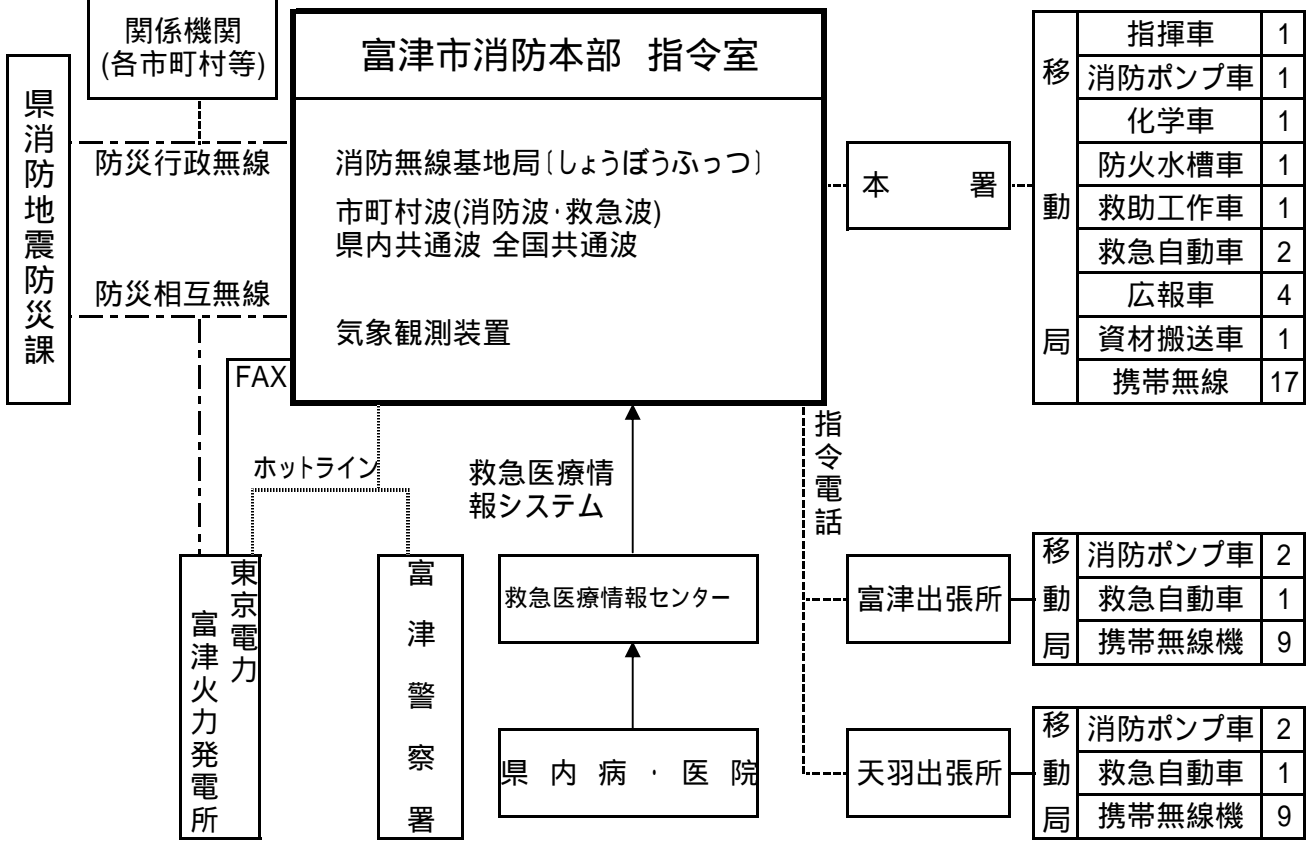 関係機関
(各市町村等)
県消防地震防災課
防災行政無線
防災相互無線
富津市消防本部 指令室
消防無線基地局〔しょうぼうふっつ〕
市町村波(消防波・救急波)
県内共通波 全国共通波
気象観測装置
FAX
ホットライン
救急医療情
報システム
指令電話
東京電力
富津火力発電所
富津警察署
救急医療情報センター
県内病・医院
本 署
移動局
指揮車 1
消防ポンプ車 1
化学車 1
防火水槽車 1
救助工作車 1
救急自動車 2
広報車 4
資材搬送車 1
携帯無線 17
富津出張所
移動局
消防ポンプ車 2
救急自動車 1
携帯無線機 9
天羽出張所
移動局
消防ポンプ車 2
救急自動車 1
携帯無線機 9